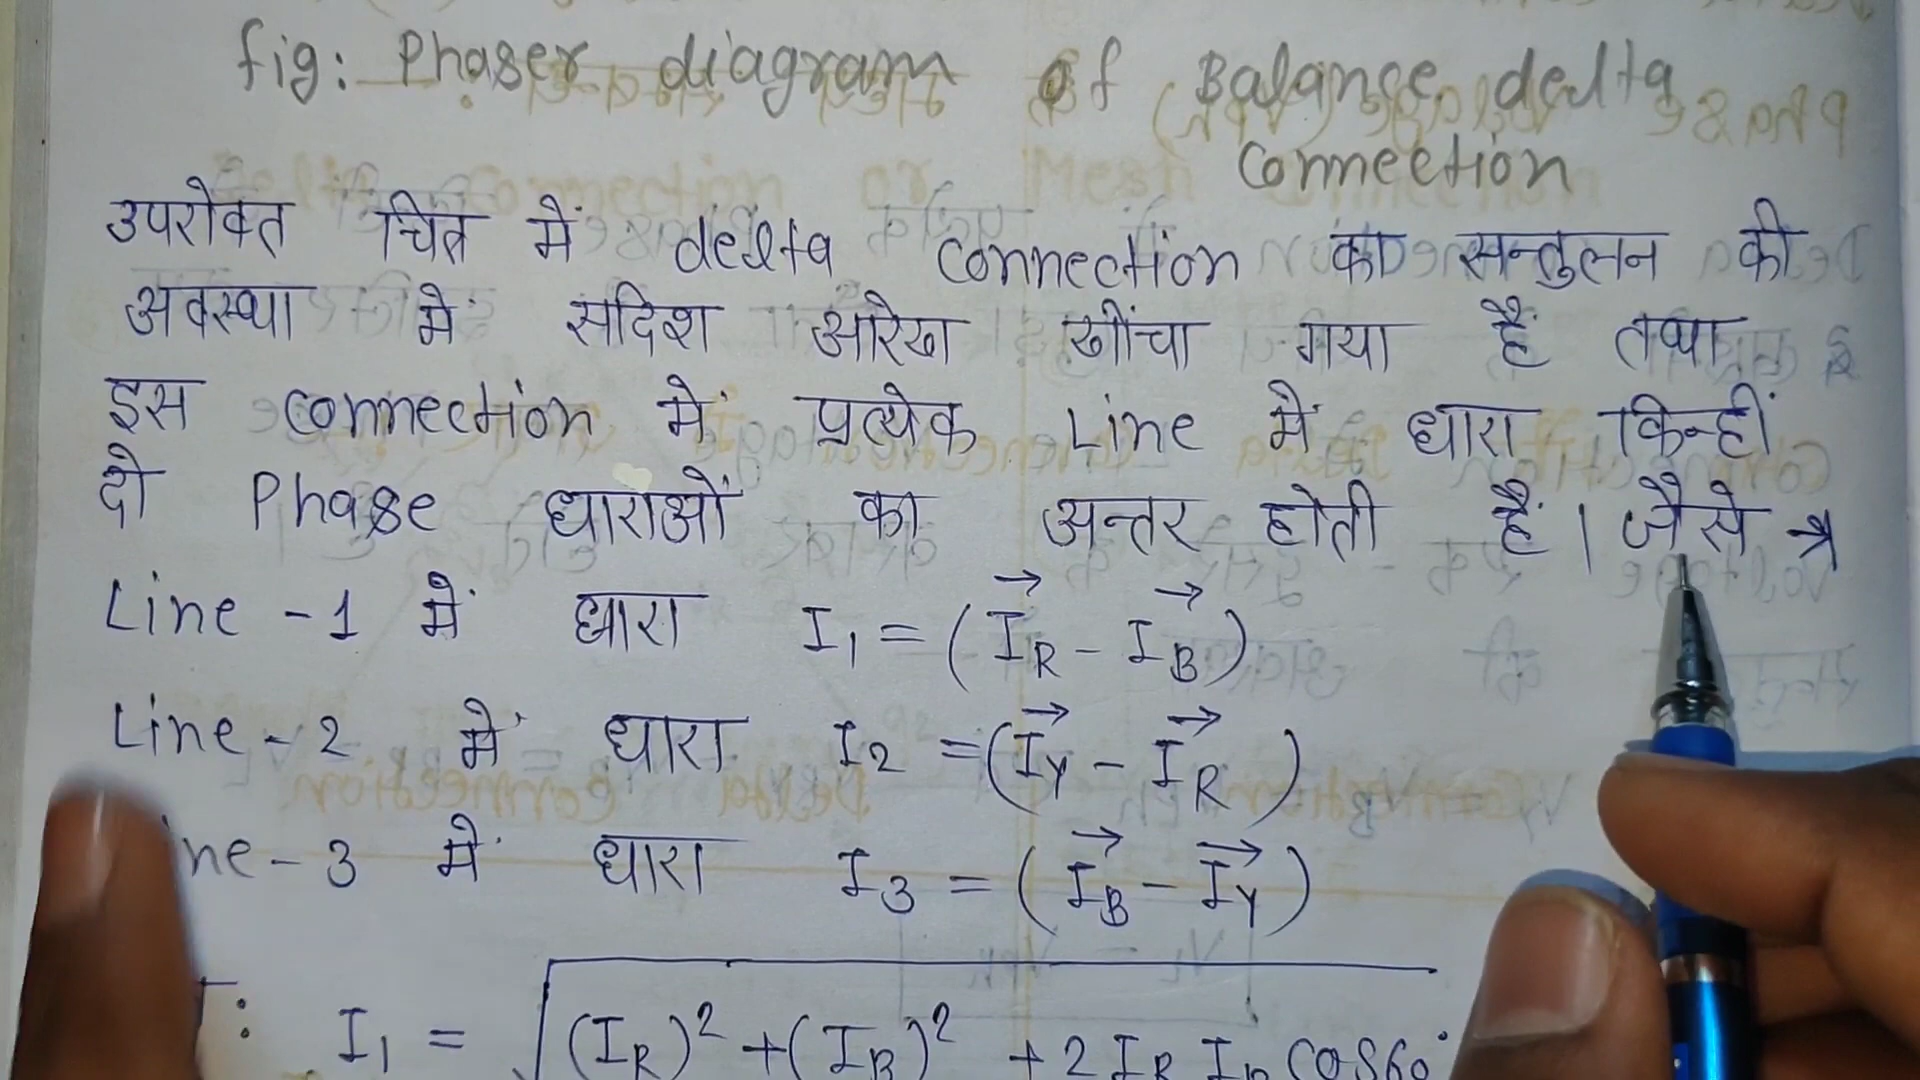 fig: Phaser diagram of Balance delta
connection
उपरोक्त चित्र में delta connection का सन्तुलन की
अवस्था में सदिश आरेख खींचा गया हैं तथा
इस connection में प्रत्येक Line में धारा किन्हीं
दो Phase धाराओं का अन्तर होती हैं। जैसे →
Line -1 में धारा I₁ = (I⃗R - I⃗B)
Line - 2 में धारा I2 = (I⃗Y - I⃗R)
ine - 3 में धारा I3 = (I⃗B - I⃗Y)
I₁ = √(IR)² + (IB)² + 2 IR IB cos60°